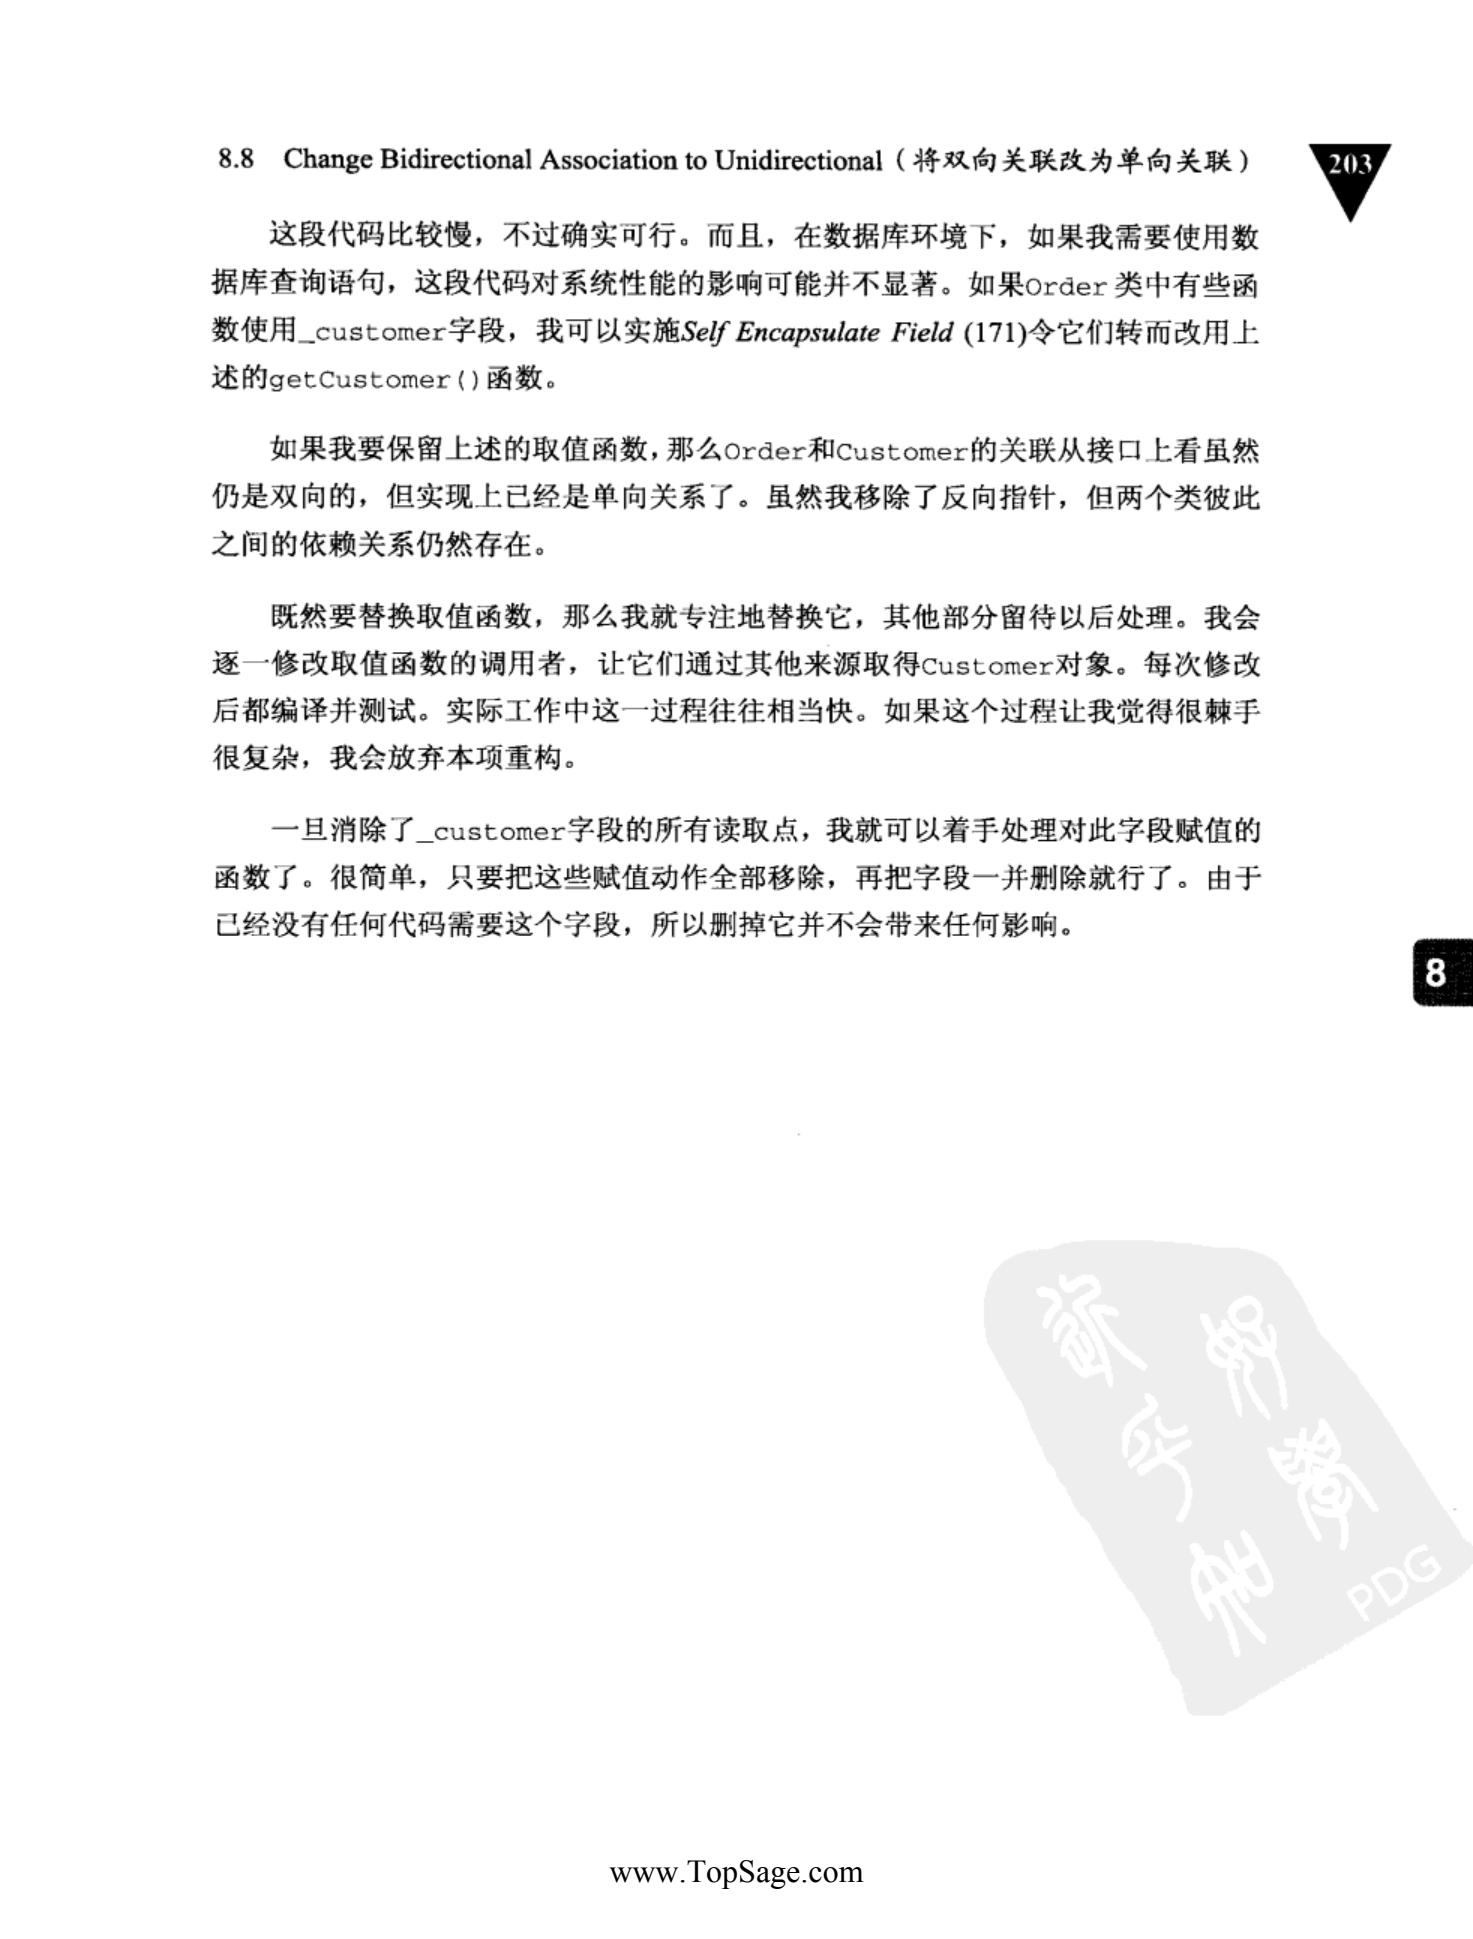 8.8 Change Bidirectional Association to Unidirectional（将双向关联改为单向关联）
203
这段代码比较慢，不过确实可行。而且，在数据库环境下，如果我需要使用数
据库查询语句，这段代码对系统性能的影响可能并不显著。如果Order 类中有些函
数使用_customer字段，我可以实施Self Encapsulate Field (171)令它们转而改用上
述的getCustomer()函数。
如果我要保留上述的取值函数，那么Order和Customer的关联从接口上看虽然
仍是双向的，但实现上已经是单向关系了。虽然我移除了反向指针，但两个类彼此
之间的依赖关系仍然存在。
既然要替换取值函数，那么我就专注地替换它，其他部分留待以后处理。我会
逐一修改取值函数的调用者，让它们通过其他来源取得Customer对象。每次修改
后都编译并测试。实际工作中这一过程往往相当快。如果这个过程让我觉得很棘手
很复杂，我会放弃本项重构。
一旦消除了_customer字段的所有读取点，我就可以着手处理对此字段赋值的
函数了。很简单，只要把这些赋值动作全部移除，再把字段一并删除就行了。由于
已经没有任何代码需要这个字段，所以删掉它并不会带来任何影响。
8
PDG
www.TopSage.com